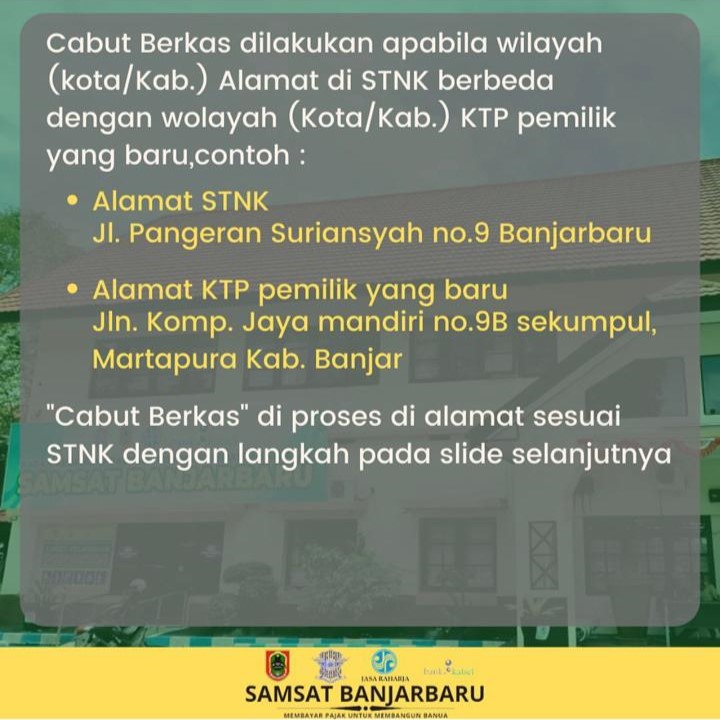 Cabut Berkas dilakukan apabila wilayah
(kota/Kab.) Alamat di STNK berbeda
dengan wolayah (Kota/Kab.) KTP pemilik
yang baru,contoh :
• Alamat STNK
Jl. Pangeran Suriansyah no.9 Banjarbaru
• Alamat KTP pemilik yang baru
Jln. Komp. Jaya mandiri no.9B sekumpul,
Martapura Kab. Banjar
"Cabut Berkas" di proses di alamat sesuai
STNK dengan langkah pada slide selanjutnya
SAMSAT BANJARBARU
JASA RAHARJA
bank kalsel
SAMSAT BANJARBARU
MEMBAYAR PAJAK UNTUK MEMBANGUN BANUA